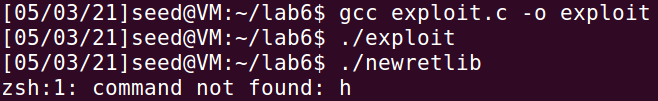 [05/03/21]seed@VM:~/lab6$ gcc exploit.c -o exploit
[05/03/21]seed@VM:~/lab6$ ./exploit
[05/03/21]seed@VM:~/lab6$ ./newretlib
zsh:1: command not found: h